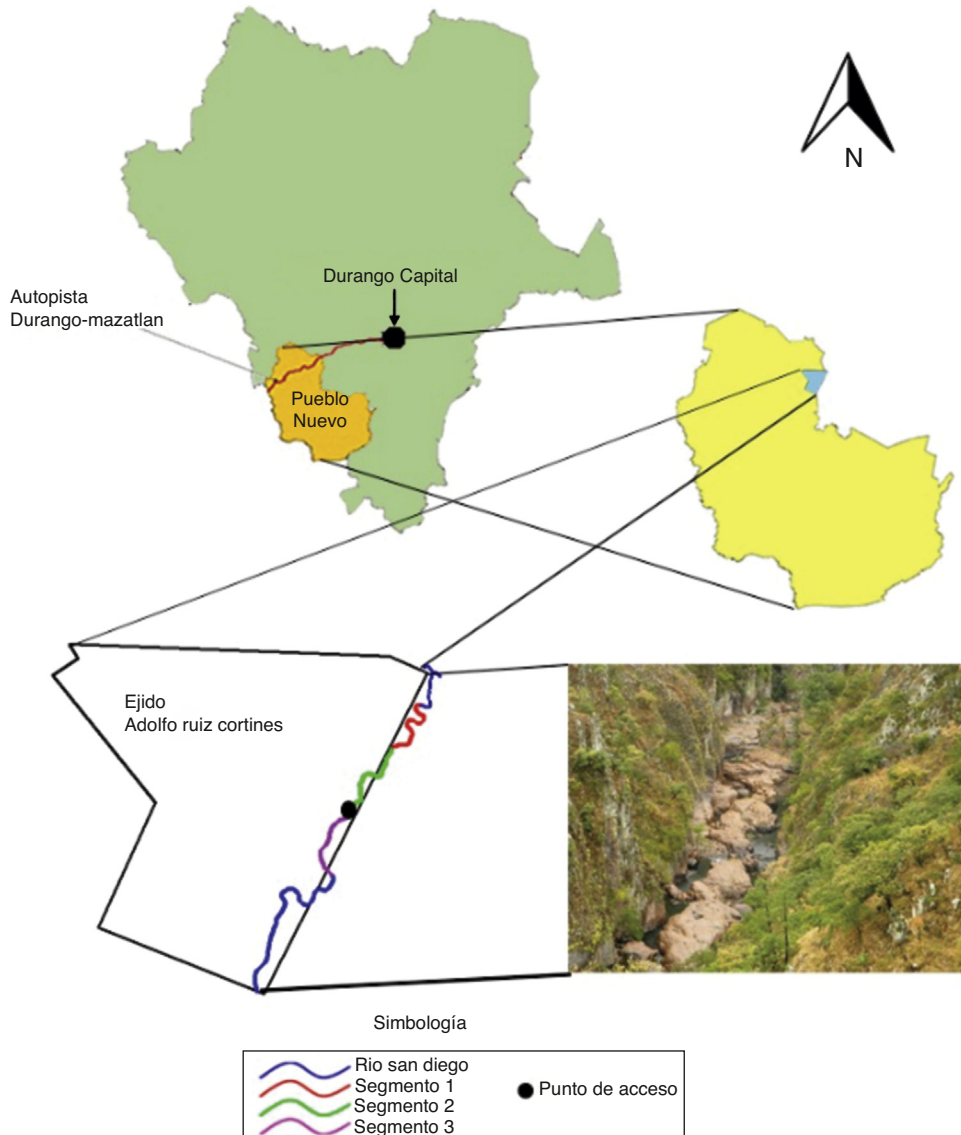 N
Durango Capital
Autopista
Durango-mazatlan
Pueblo
Nuevo
Ejido
Adolfo ruiz cortines
Simbología
Rio san diego
Segmento 1
Segmento 2
Segmento 3
Punto de acceso